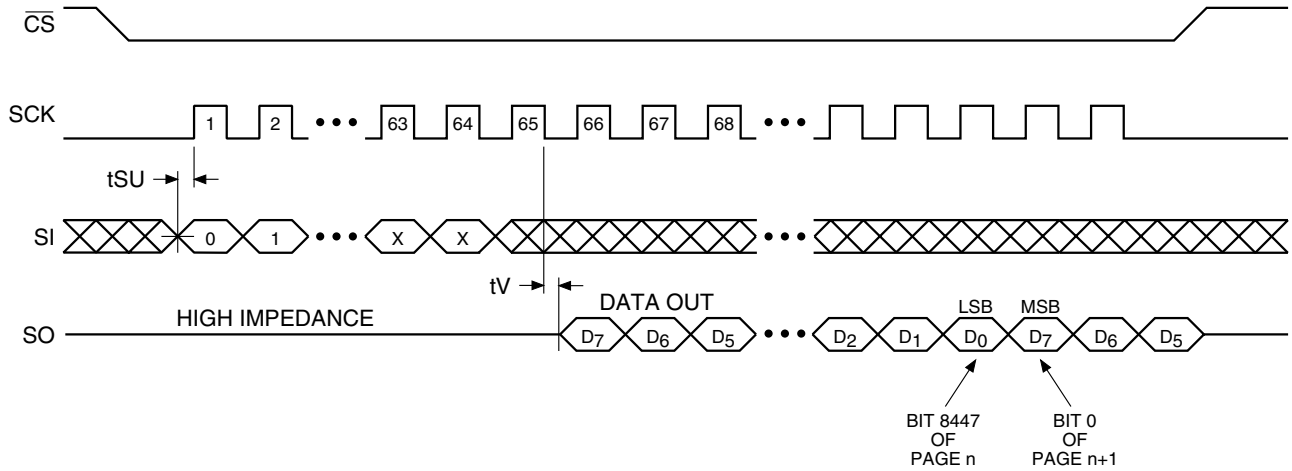 CS
SCK 1 2 ••• 63 64 65 66 67 68 •••
tSU
SI 0 1 ••• X X •••
tV
DATA OUT LSB MSB
HIGH IMPEDANCE
SO D7 D6 D5 ••• D2 D1 D0 D7 D6 D5
BIT 8447
OF
PAGE n
BIT 0
OF
PAGE n+1